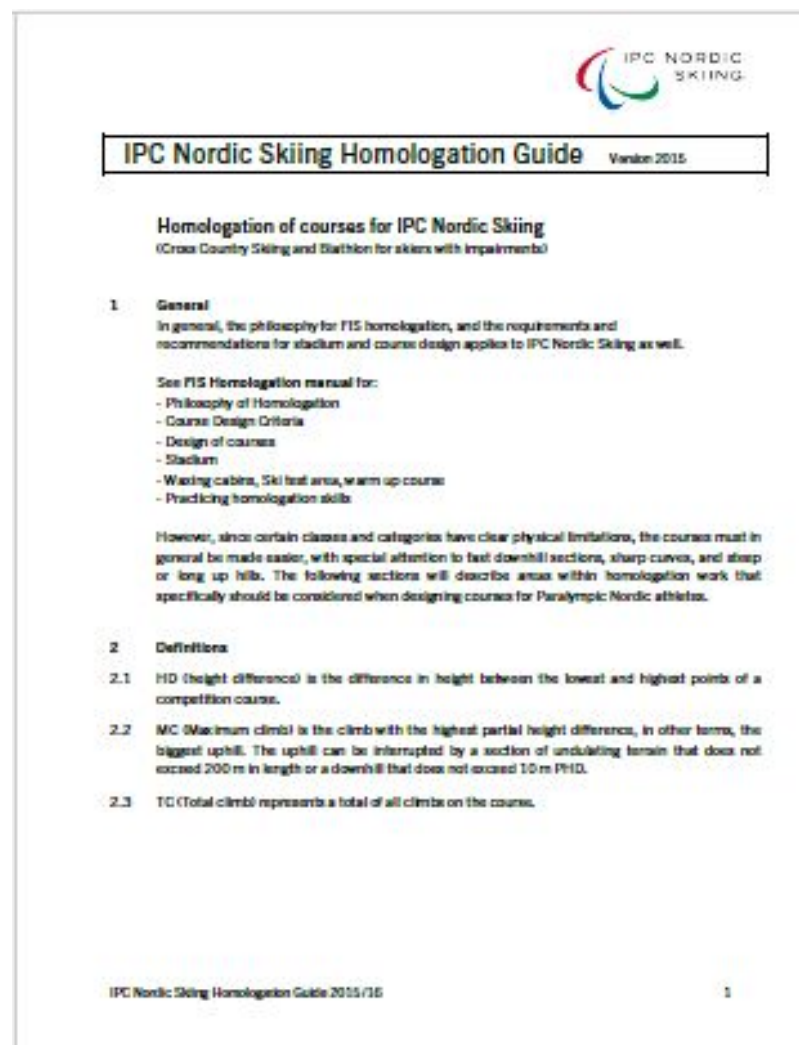 IPC NORDIC
SKIING
IPC Nordic Skiing Homologation Guide Version 2015
Homologation of courses for IPC Nordic Skiing
(Cross Country Skiing and Biathlon for skiers with impairments)
1 General
In general, the philosophy for FIS homologation, and the requirements and
recommendations for stadium and course design applies to IPC Nordic Skiing as well.
See FIS Homologation manual for:
- Philosophy of Homologation
- Course Design Criteria
- Design of courses
- Stadium
- Waxing cabins, Ski test area, warm up course
- Practicing homologation skills
However, since certain classes and categories have clear physical limitations, the courses must in
general be made easier, with special attention to fast downhill sections, sharp curves, and steep
or long up hills. The following sections will describe areas within homologation work that
specifically should be considered when designing courses for Paralympic Nordic athletes.
2 Definitions
2.1 HD (height difference) is the difference in height between the lowest and highest points of a
competition course.
2.2 MC (Maximum climb) is the climb with the highest partial height difference, in other terms, the
biggest uphill. The uphill can be interrupted by a section of undulating terrain that does not
exceed 200 m in length or a downhill that does not exceed 10 m PHD.
2.3 TC (Total climb) represents a total of all climbs on the course.
IPC Nordic Skiing Homologation Guide 2015/16 1